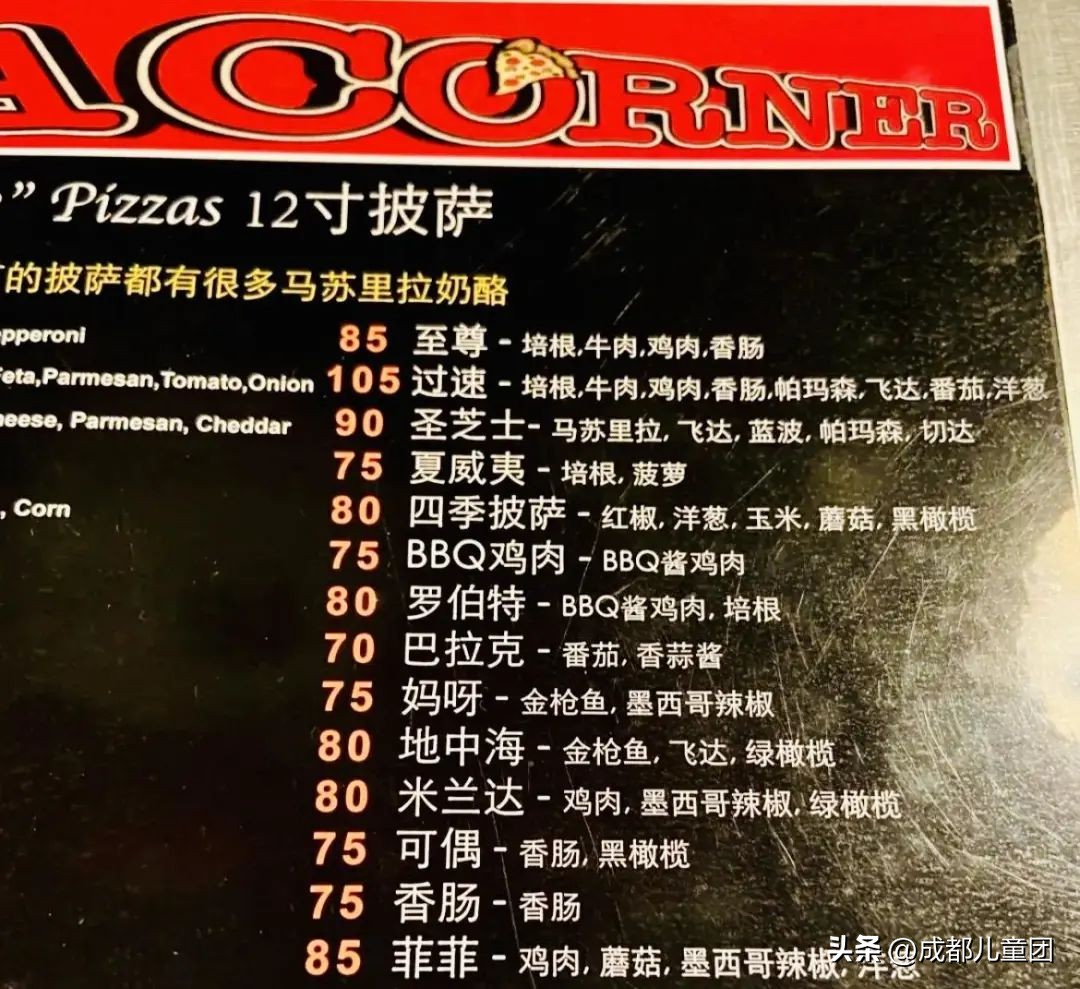 A CORNER
” Pizzas 12寸披萨
的披萨都有很多马苏里拉奶酪
epperoni 85 至尊 - 培根,牛肉,鸡肉,香肠
Feta,Parmesan,Tomato,Onion 105 过速 - 培根,牛肉,鸡肉,香肠,帕玛森,飞达,番茄,洋葱
heese, Parmesan, Cheddar 90 圣芝士- 马苏里拉, 飞达, 蓝波, 帕玛森, 切达
75 夏威夷 - 培根, 菠萝
, Corn 80 四季披萨 - 红椒, 洋葱, 玉米, 蘑菇, 黑橄榄
75 BBQ鸡肉 - BBQ酱鸡肉
80 罗伯特 - BBQ酱鸡肉, 培根
70 巴拉克 - 番茄, 香蒜酱
75 妈呀 - 金枪鱼, 墨西哥辣椒
80 地中海 - 金枪鱼, 飞达, 绿橄榄
80 米兰达 - 鸡肉, 墨西哥辣椒, 绿橄榄
75 可偶 - 香肠, 黑橄榄
75 香肠 - 香肠
85 菲菲 - 鸡肉, 蘑菇, 墨西哥辣椒, 洋葱
头条 @成都儿童团